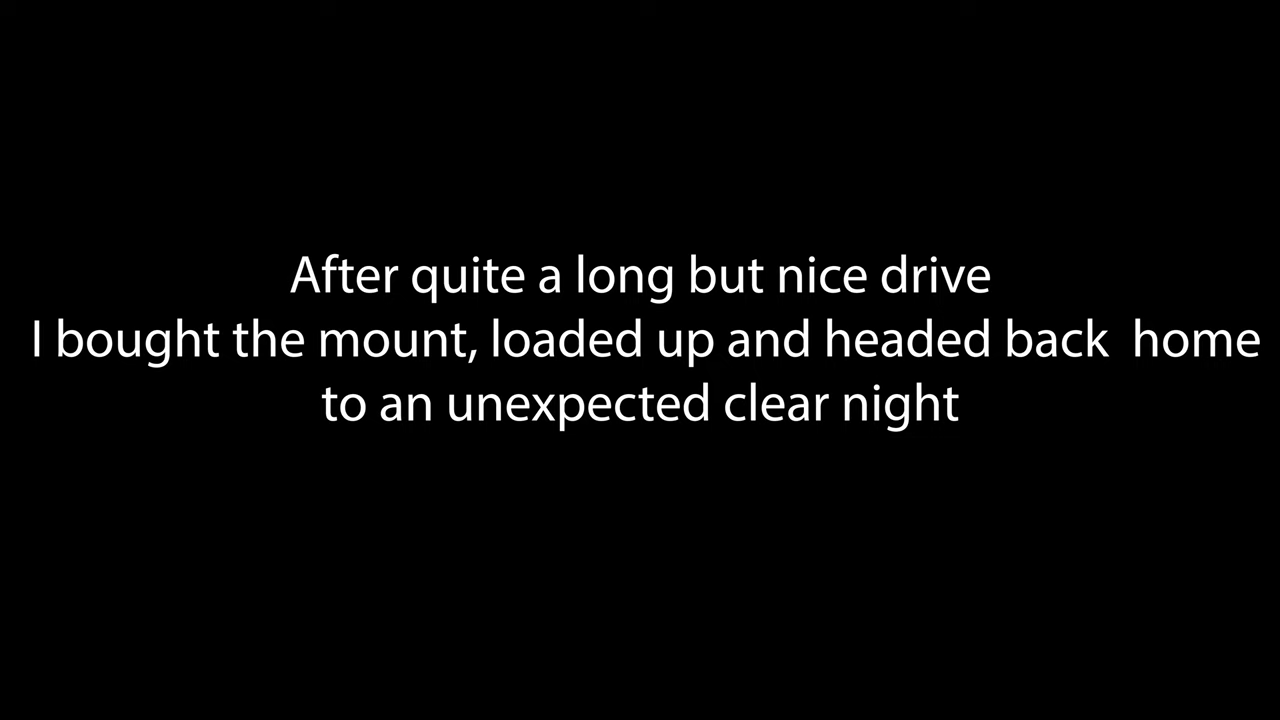 After quite a long but nice drive
I bought the mount, loaded up and headed back  home
to an unexpected clear night